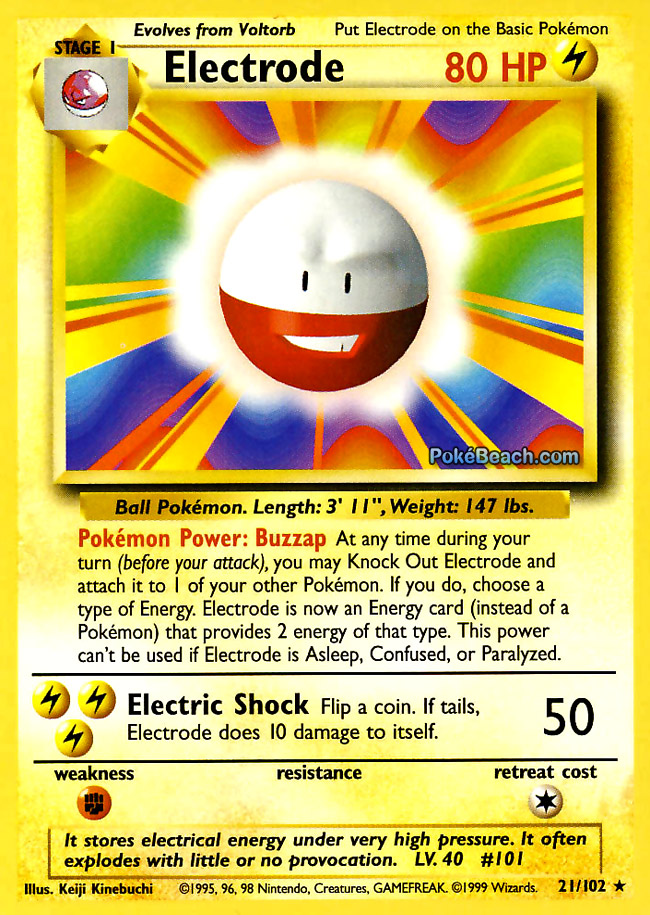 Evolves from Voltorb Put Electrode on the Basic Pokémon
STAGE 1
Electrode 80 HP
PokéBeach.com
Ball Pokémon. Length: 3' 11", Weight: 147 lbs.
Pokémon Power: Buzzap At any time during your
turn (before your attack), you may Knock Out Electrode and
attach it to 1 of your other Pokémon. If you do, choose a
type of Energy. Electrode is now an Energy card (instead of a
Pokémon) that provides 2 energy of that type. This power
can't be used if Electrode is Asleep, Confused, or Paralyzed.
Electric Shock Flip a coin. If tails,
Electrode does 10 damage to itself.
50
weakness resistance retreat cost
It stores electrical energy under very high pressure. It often
explodes with little or no provocation. LV. 40 #101
Illus. Keiji Kinebuchi ©1995, 96, 98 Nintendo, Creatures, GAMEFREAK. ©1999 Wizards. 21/102 ★